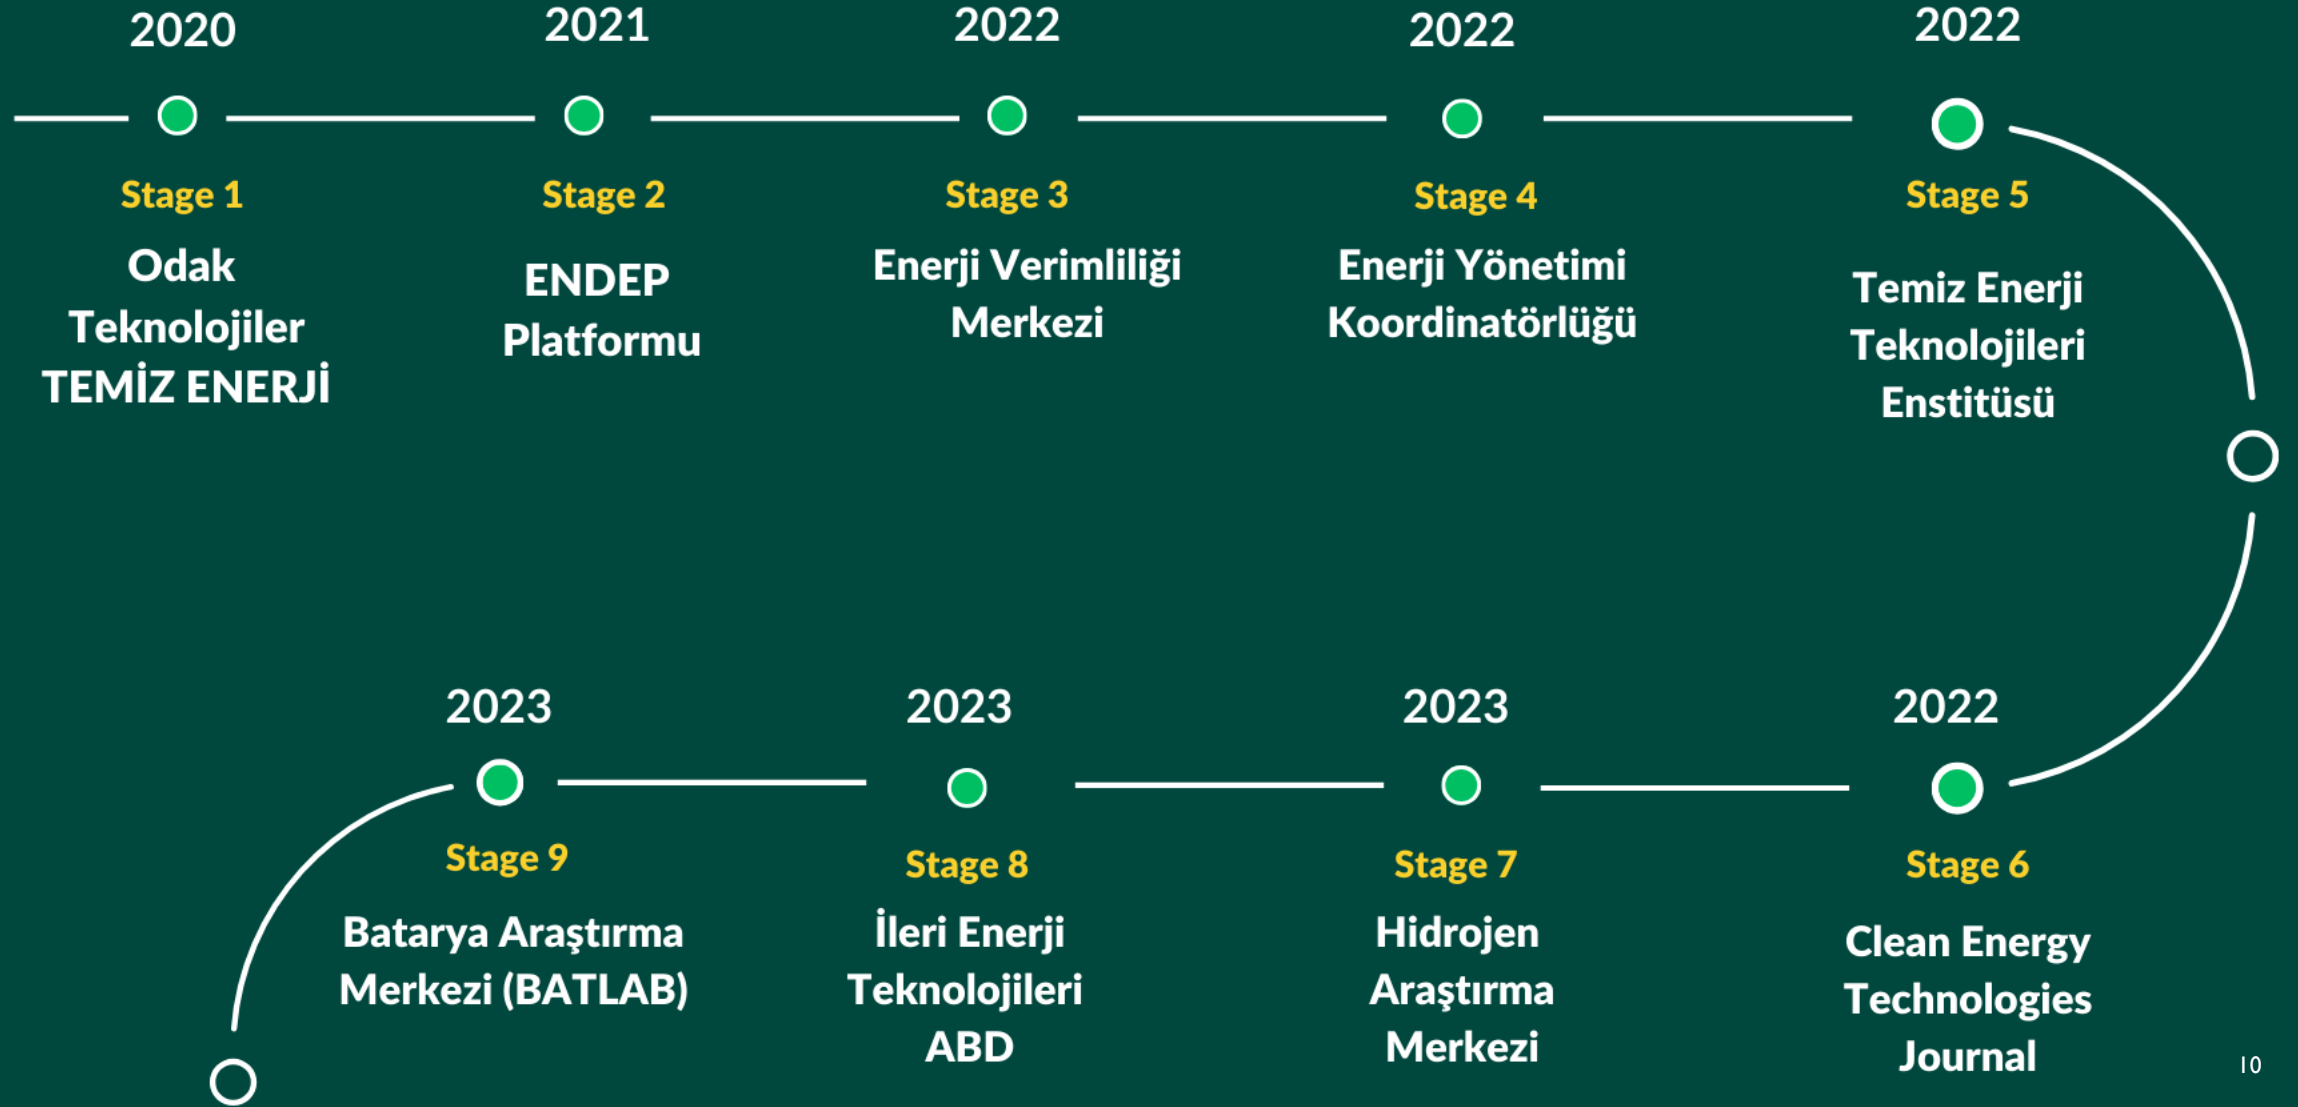 2020
Stage 1
Odak
Teknolojiler
TEMİZ ENERJİ
2021
Stage 2
ENDEP
Platformu
2022
Stage 3
Enerji Verimliliği
Merkezi
2022
Stage 4
Enerji Yönetimi
Koordinatörlüğü
2022
Stage 5
Temiz Enerji
Teknolojileri
Enstitüsü
2022
Stage 6
Clean Energy
Technologies
Journal
2023
Stage 7
Hidrojen
Araştırma
Merkezi
2023
Stage 8
İleri Enerji
Teknolojileri
ABD
2023
Stage 9
Batarya Araştırma
Merkezi (BATLAB)
10